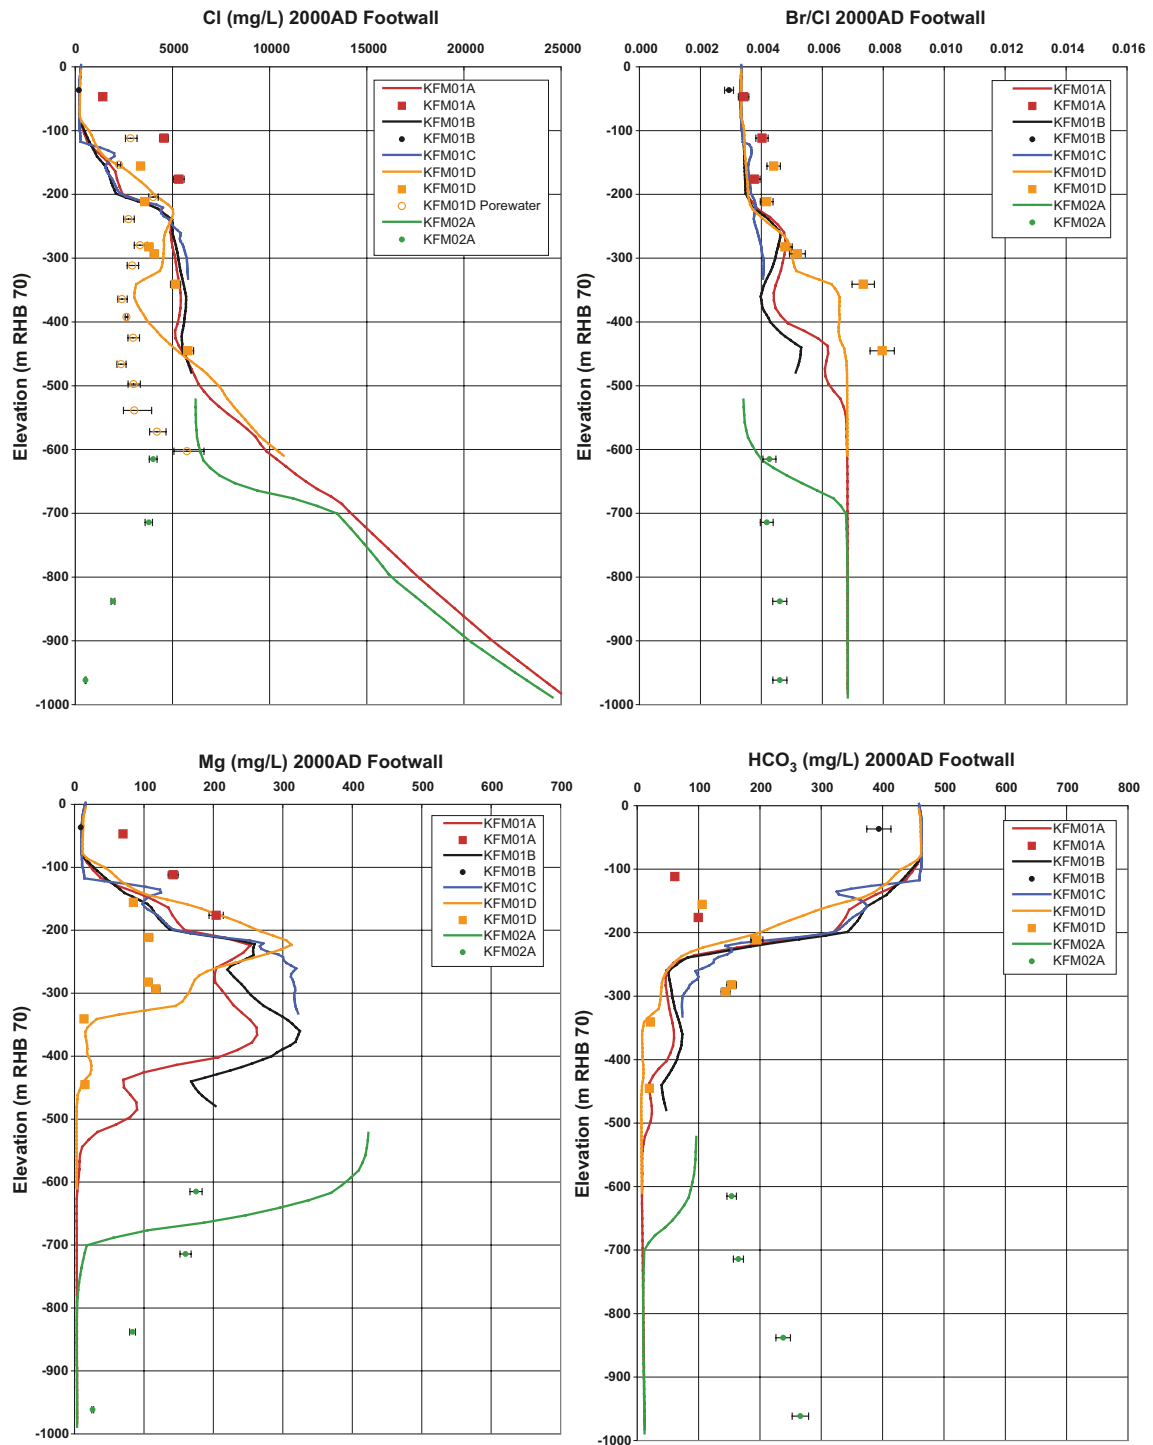 Cl (mg/L) 2000AD Footwall
0 5000 10000 15000 20000 25000
0
-100
-200
-300
-400
-500
-600
-700
-800
-900
-1000
Elevation (m RHB 70)
KFM01A
KFM01A
KFM01B
KFM01B
KFM01C
KFM01D
KFM01D
KFM01D Porewater
KFM02A
KFM02A
Br/Cl 2000AD Footwall
0.000 0.002 0.004 0.006 0.008 0.010 0.012 0.014 0.016
0
-100
-200
-300
-400
-500
-600
-700
-800
-900
-1000
Elevation (m RHB 70)
KFM01A
KFM01A
KFM01B
KFM01B
KFM01C
KFM01D
KFM01D
KFM02A
KFM02A
Mg (mg/L) 2000AD Footwall
0 100 200 300 400 500 600 700
0
-100
-200
-300
-400
-500
-600
-700
-800
-900
-1000
Elevation (m RHB 70)
KFM01A
KFM01A
KFM01B
KFM01B
KFM01C
KFM01D
KFM01D
KFM02A
KFM02A
HCO3 (mg/L) 2000AD Footwall
0 100 200 300 400 500 600 700 800
0
-100
-200
-300
-400
-500
-600
-700
-800
-900
-1000
Elevation (m RHB 70)
KFM01A
KFM01A
KFM01B
KFM01B
KFM01C
KFM01D
KFM01D
KFM02A
KFM02A